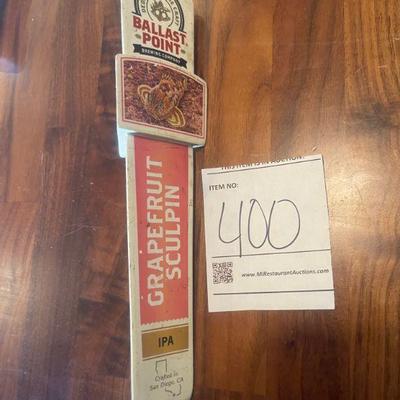 BALLAST
POINT
BREWING COMPANY
GRAPEFRUIT
SCULPIN
IPA
Crafted in
San Diego, CA
THIS ITEM IS IN AUCTION!
ITEM NO:
400
www.MIRestaurantAuctions.com